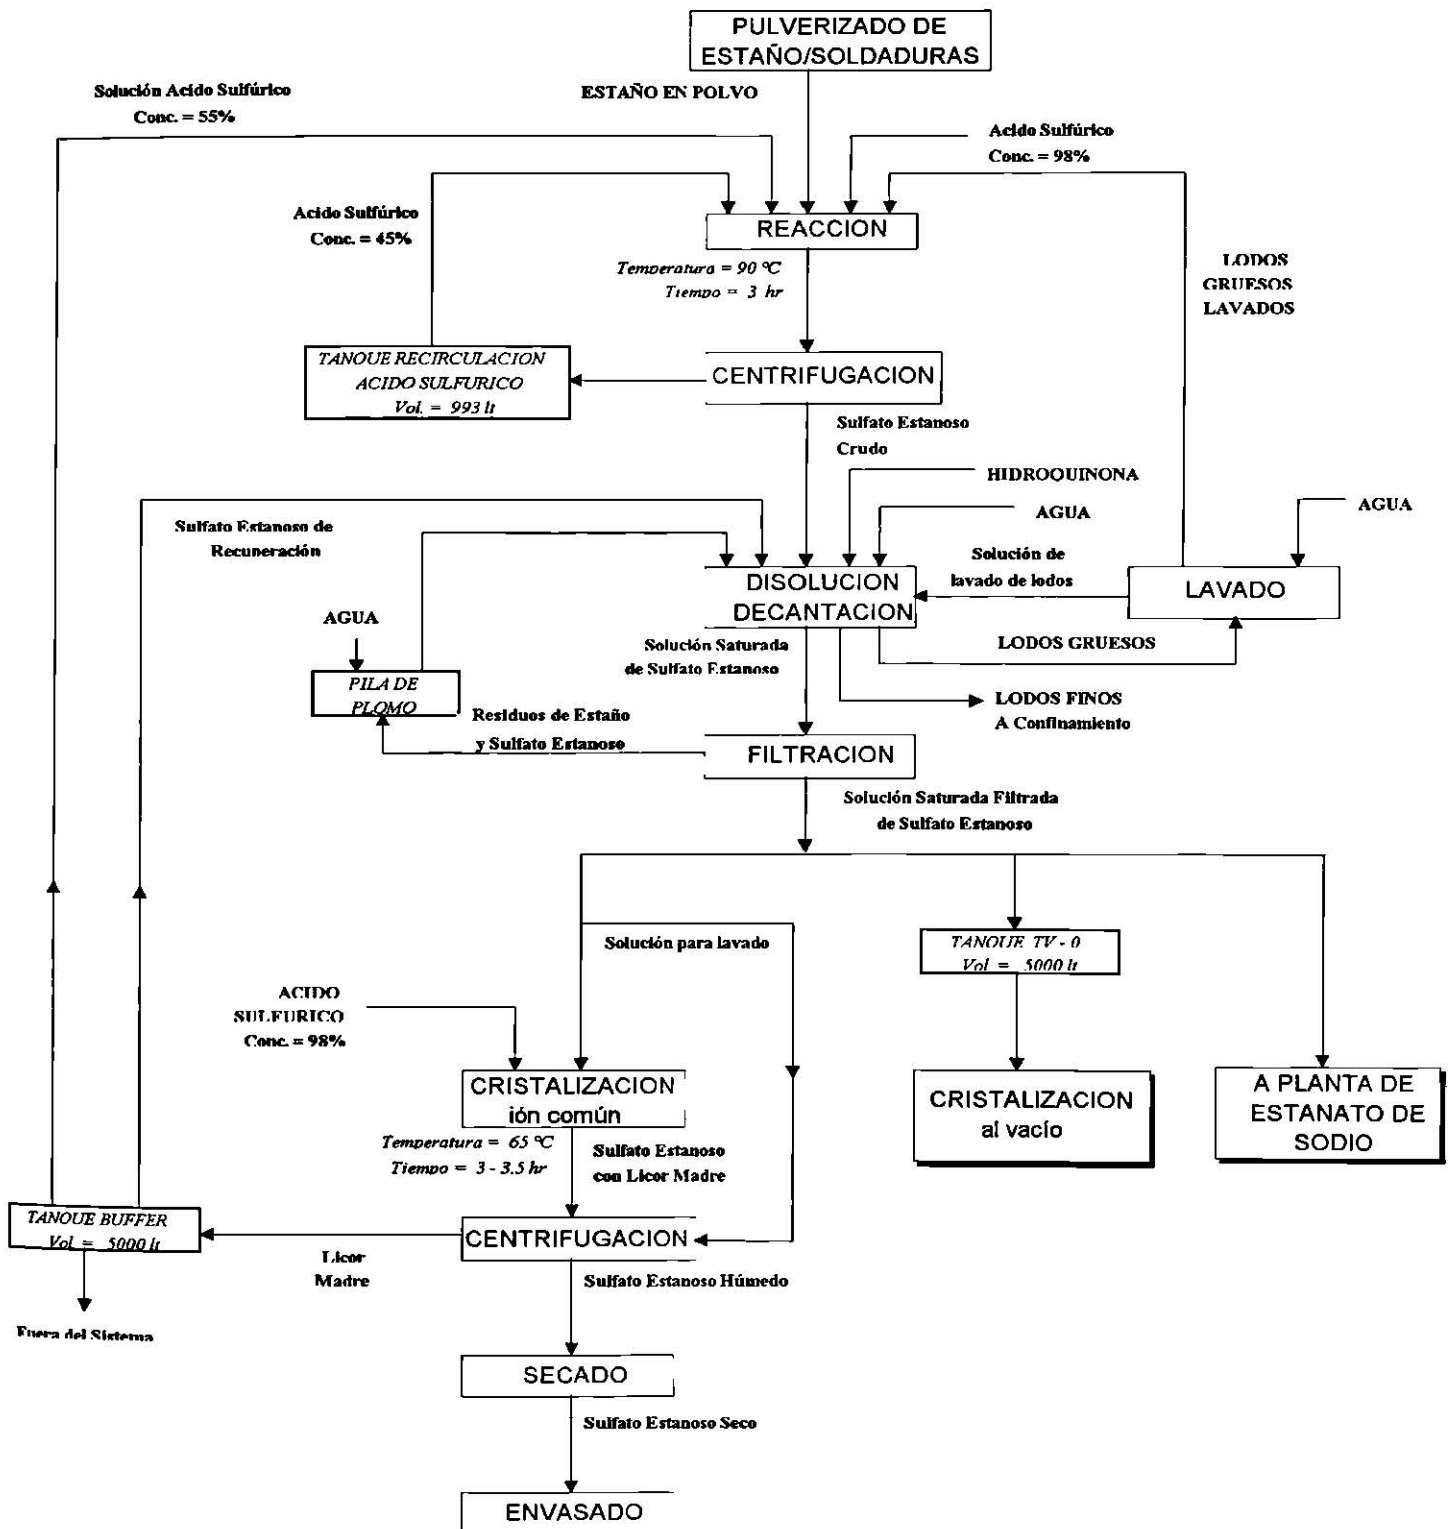 PULVERIZADO DE
ESTAÑO/SOLDADURAS
Solución Acido Sulfúrico
Conc. = 55%
ESTAÑO EN POLVO
Acido Sulfúrico
Conc. = 98%
Acido Sulfúrico
Conc. = 45%
REACCION
Temperatura = 90 °C
Tiempo = 3 hr
LODOS
GRUESOS
LAVADOS
TANQUE RECIRCULACION
ACIDO SULFURICO
Vol. = 993 lt
CENTRIFUGACION
Sulfato Estanoso
Crudo
HIDROQUINONA
AGUA
AGUA
Sulfato Estanoso de
Recuperación
Solución de
lavado de lodos
DISOLUCION
DECANTACION
LAVADO
AGUA
LODOS GRUESOS
Solución Saturada
de Sulfato Estanoso
PILA DE
PLOMO
LODOS FINOS
A Confinamiento
Residuos de Estaño
y Sulfato Estanoso
FILTRACION
Solución Saturada Filtrada
de Sulfato Estanoso
Solución para lavado
TANQUE TV - 0
Vol = 5000 lt
ACIDO
SULFURICO
Conc. = 98%
CRISTALIZACION
ión común
CRISTALIZACION
al vacío
A PLANTA DE
ESTANATO DE
SODIO
Temperatura = 65 °C
Tiempo = 3 - 3.5 hr
Sulfato Estanoso
con Licor Madre
TANQUE BUFFER
Vol = 5000 lt
CENTRIFUGACION
Licor
Madre
Sulfato Estanoso Húmedo
Fuera del Sistema
SECADO
Sulfato Estanoso Seco
ENVASADO